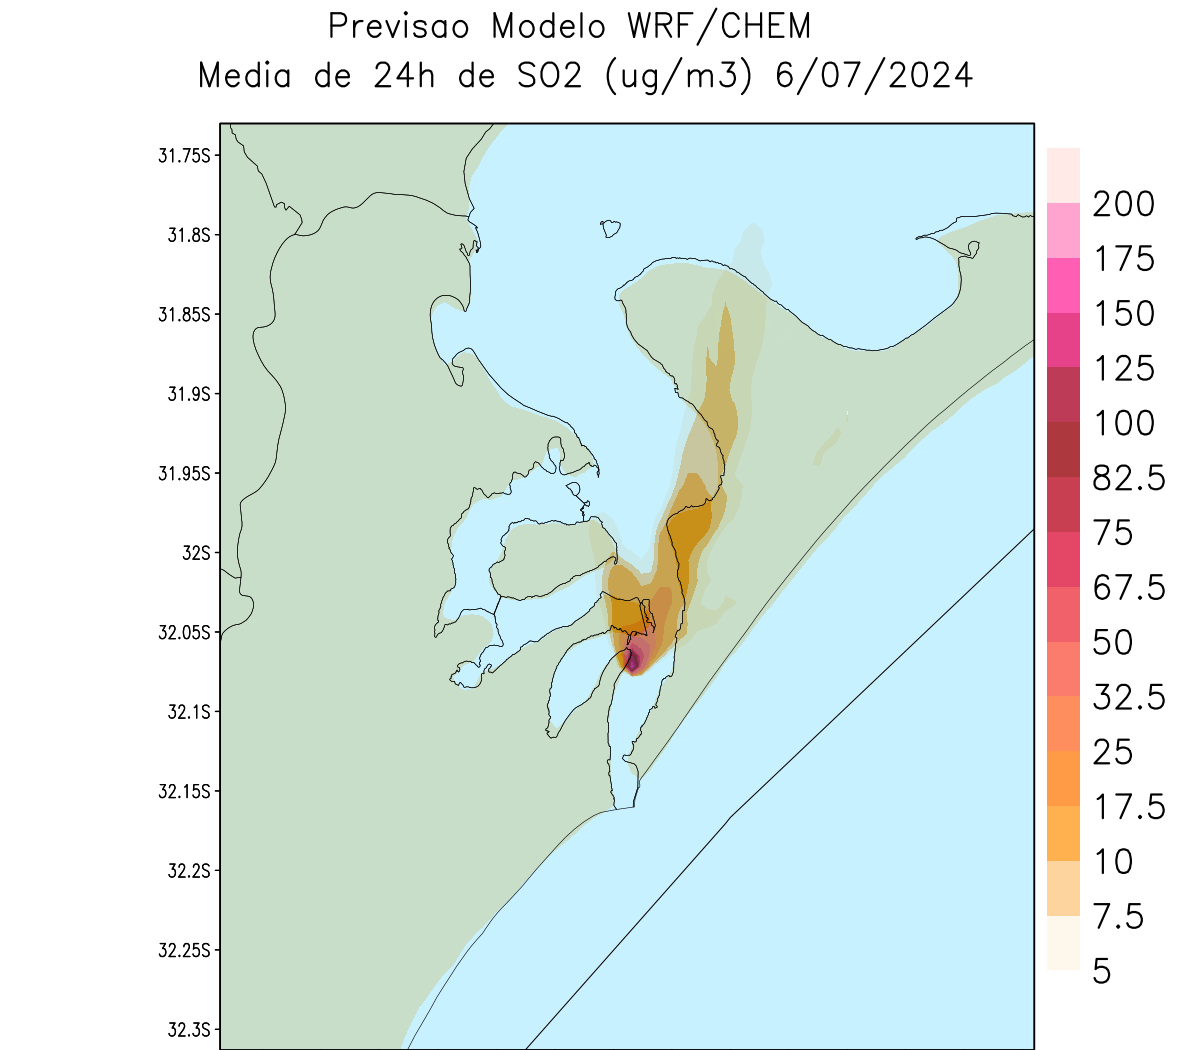 Previsao Modelo WRF/CHEM
Media de 24h de SO2 (ug/m3) 6/07/2024
31.75S
31.8S
31.85S
31.9S
31.95S
32S
32.05S
32.1S
32.15S
32.2S
32.25S
32.3S
200
175
150
125
100
82.5
75
67.5
50
32.5
25
17.5
10
7.5
5